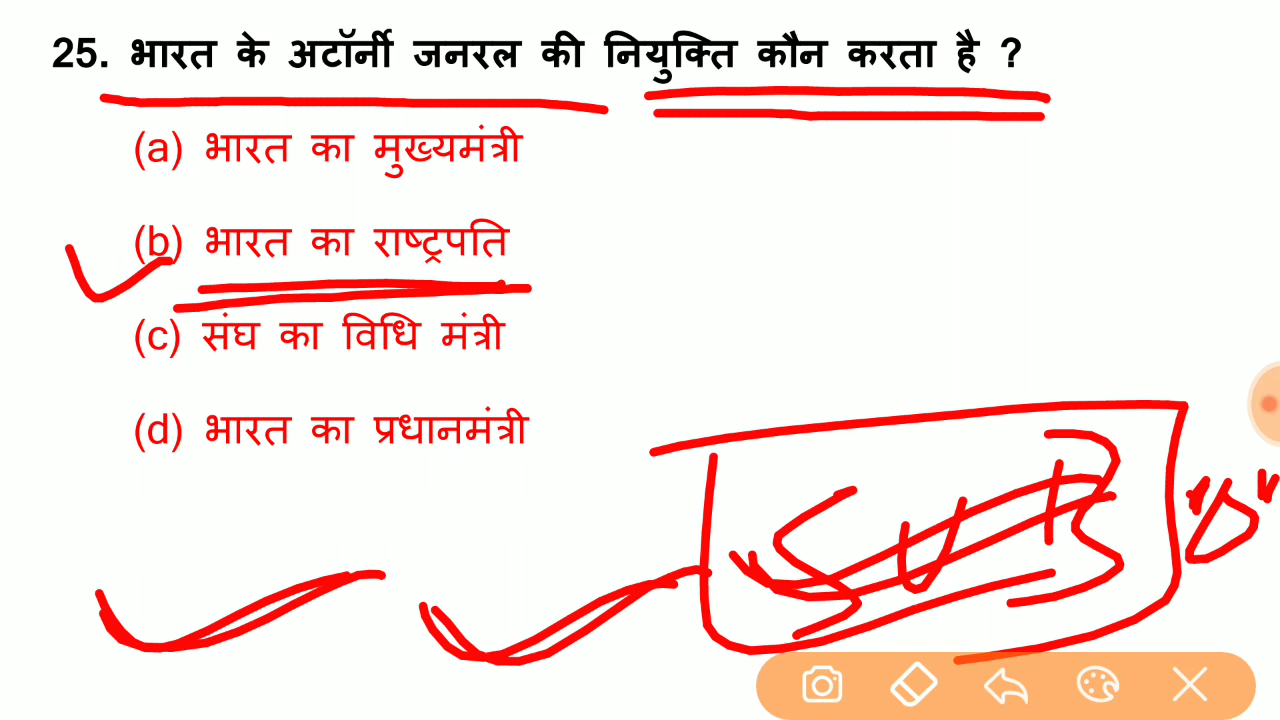 25. भारत के अटॉर्नी जनरल की नियुक्ति कौन करता है ?
(a) भारत का मुख्यमंत्री
(b) भारत का राष्ट्रपति
(c) संघ का विधि मंत्री
(d) भारत का प्रधानमंत्री
SUB